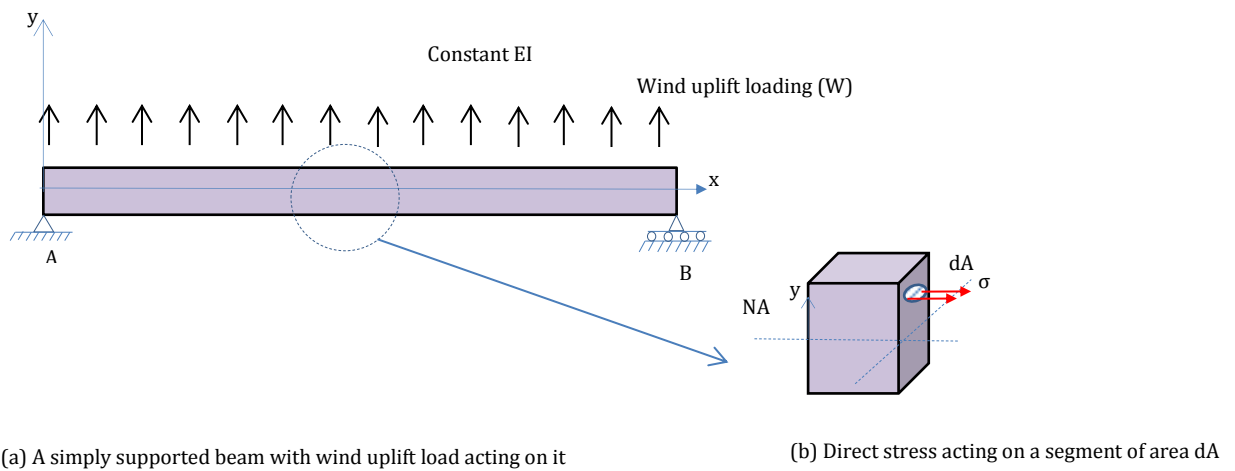 y
Constant EI
Wind uplift loading (W)
x
A
B
dA
σ
y
NA
(a) A simply supported beam with wind uplift load acting on it
(b) Direct stress acting on a segment of area dA